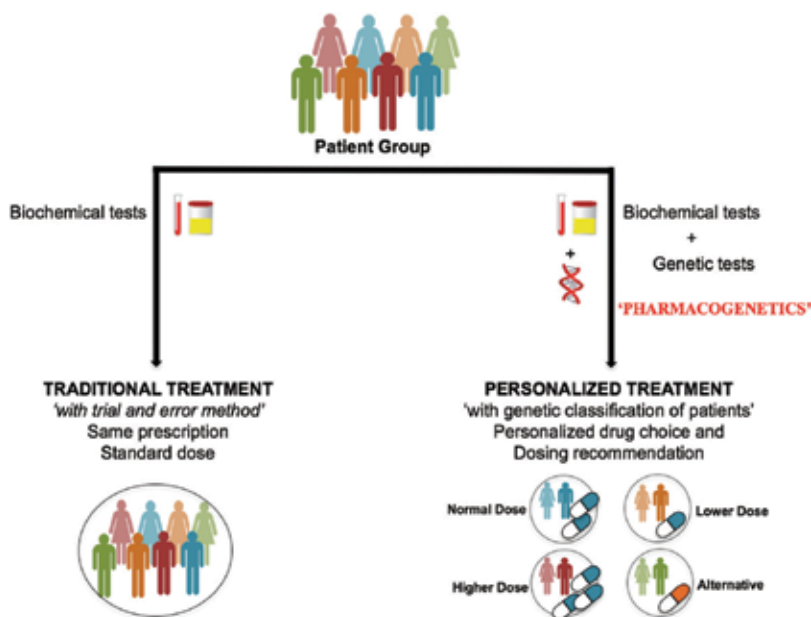 Patient Group
Biochemical tests
Biochemical tests
+
+
Genetic tests
'PHARMACOGENETICS'
TRADITIONAL TREATMENT
'with trial and error method'
Same prescription
Standard dose
PERSONALIZED TREATMENT
'with genetic classification of patients'
Personalized drug choice and
Dosing recommendation
Normal Dose
Lower Dose
Higher Dose
Alternative